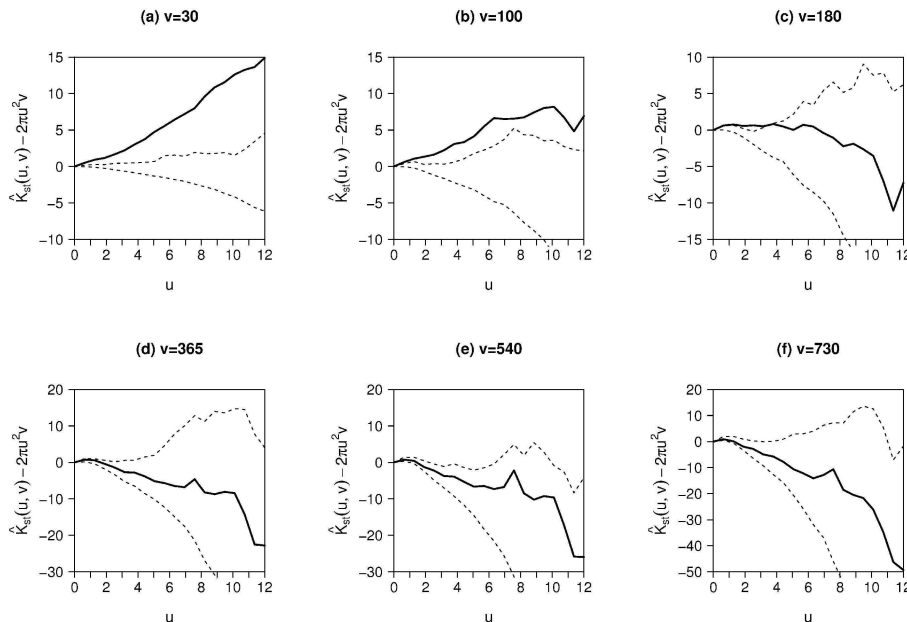 (a) v=30
K̂st(u, v) − 2πu²v
15
10
5
0
−5
−10
0 2 4 6 8 10 12
u
(b) v=100
K̂st(u, v) − 2πu²v
15
10
5
0
−5
−10
0 2 4 6 8 10 12
u
(c) v=180
K̂st(u, v) − 2πu²v
10
5
0
−5
−10
−15
0 2 4 6 8 10 12
u
(d) v=365
K̂st(u, v) − 2πu²v
20
10
0
−10
−20
−30
0 2 4 6 8 10 12
u
(e) v=540
K̂st(u, v) − 2πu²v
20
10
0
−10
−20
−30
0 2 4 6 8 10 12
u
(f) v=730
K̂st(u, v) − 2πu²v
20
10
0
−10
−20
−30
−40
−50
0 2 4 6 8 10 12
u